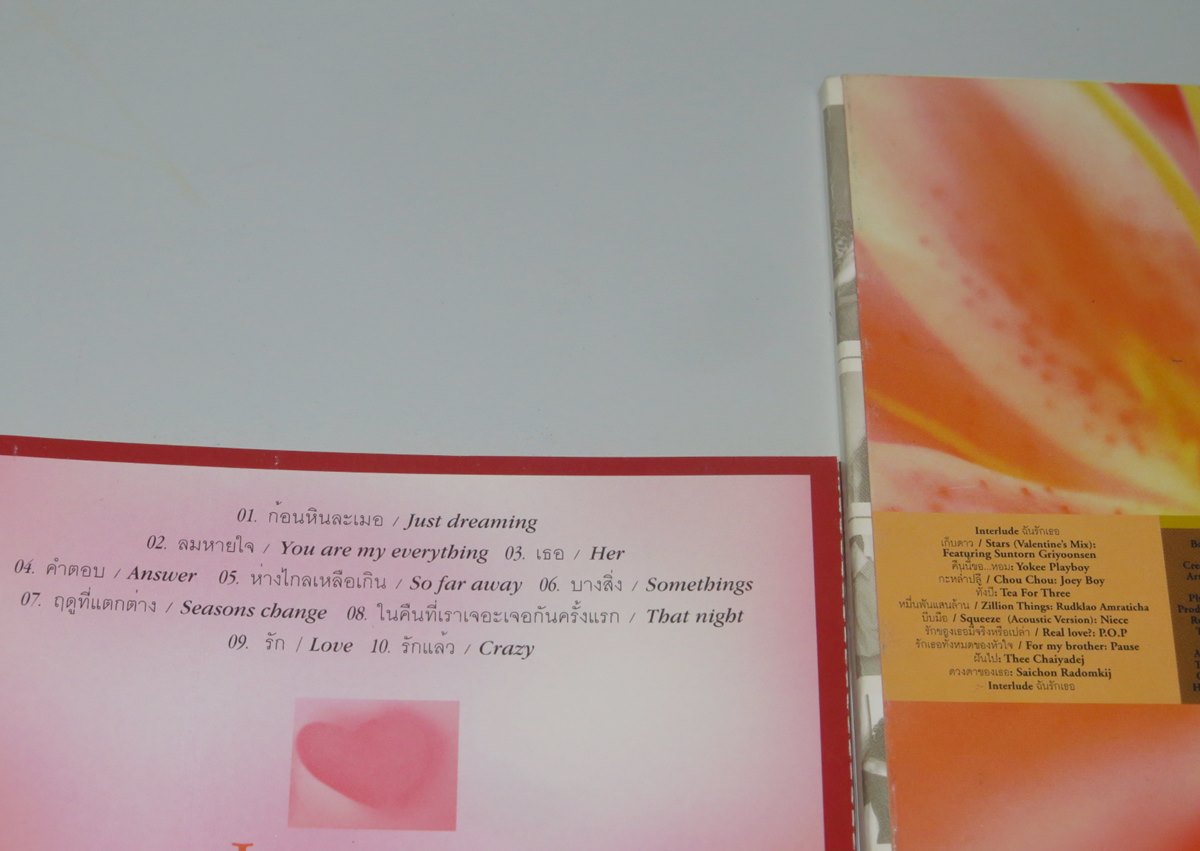 01. ก้อนหินละเมอ / Just dreaming
02. ลมหายใจ / You are my everything 03. เธอ / Her
04. คำตอบ / Answer 05. ห่างไกลเหลือเกิน / So far away 06. บางสิ่ง / Somethings
07. ฤดูที่แตกต่าง / Seasons change 08. ในคืนที่เราเจอะเจอกันครั้งแรก / That night
09. รัก / Love 10. รักแล้ว / Crazy
Interlude ฉันรักเธอ
เก็บดาว / Stars (Valentine's Mix):
Featuring Suntorn Griyoonsen
คืนนี้ขอ...หอม: Yokee Playboy
กะหล่ำปลี / Chou Chou: Joey Boy
ทั้งปี: Tea For Three
หมื่นพันแสนล้าน / Zillion Things: Rudklao Amraticha
บีบมือ / Squeeze (Acoustic Version): Niece
รักของเธอมีจริงหรือเปล่า / Real love?: P.O.P
รักเธอทั้งหมดของหัวใจ / For my brother: Pause
ฝันไป: Thee Chaiyadej
ดวงตาของเธอ: Saichon Radomkij
Interlude ฉันรักเธอ